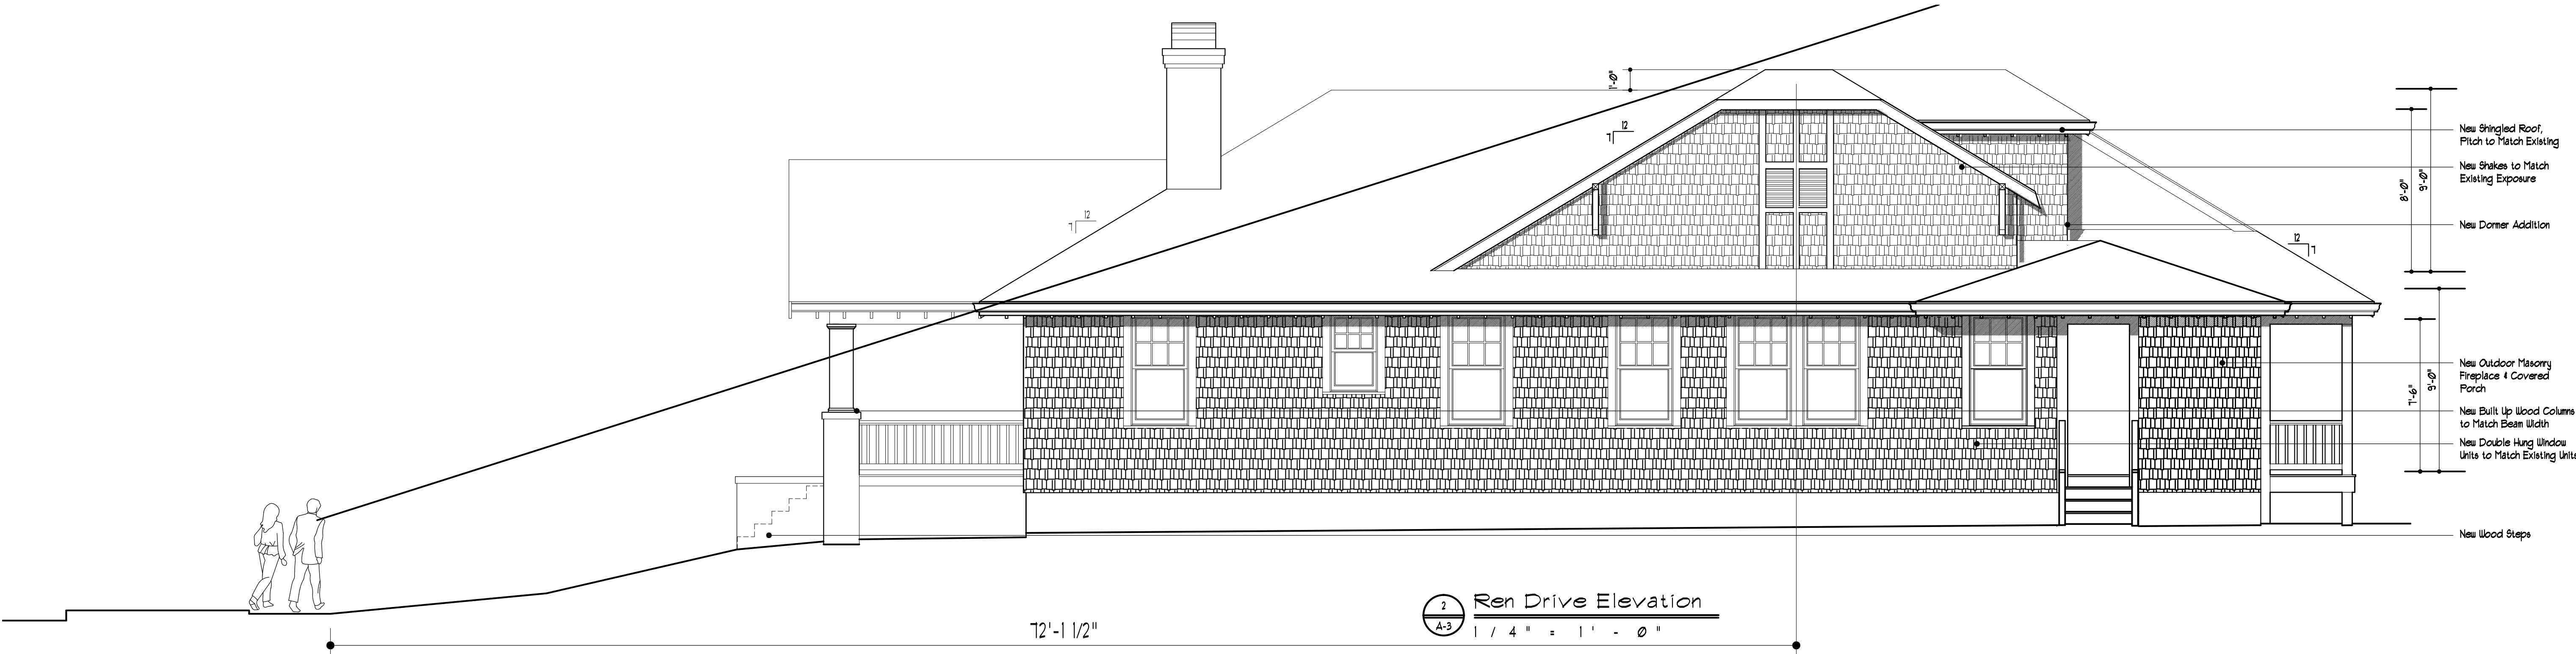 1'-0"
12
7
12
7
12
7
8'-0"
9'-0"
7'-6"
9'-0"
New Shingled Roof,
Pitch to Match Existing
New Shakes to Match
Existing Exposure
New Dormer Addition
New Outdoor Masonry
Fireplace & Covered
Porch
New Built Up Wood Columns
to Match Beam Width
New Double Hung Window
Units to Match Existing Units
New Wood Steps
2
A-3
Ren Drive Elevation
1/4" = 1'-0"
72'-1 1/2"